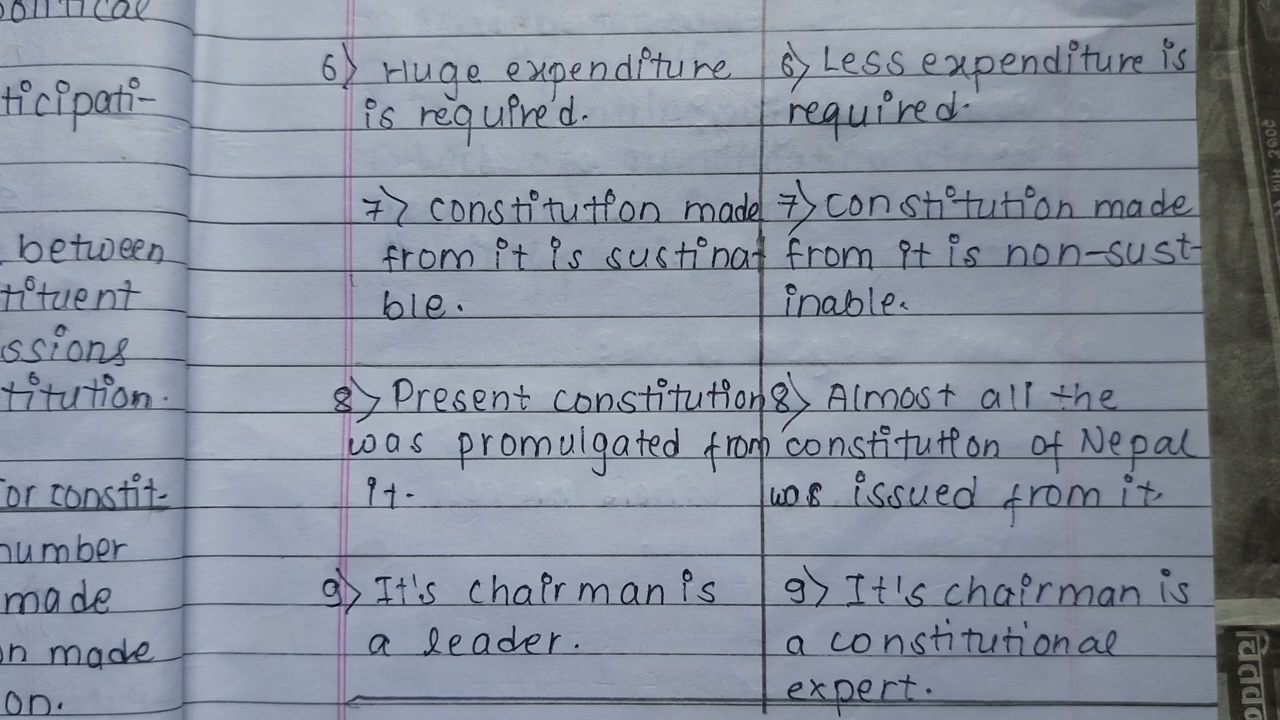 political
ticipati-
between
tituent
ssions
titution.
or constit-
number
made
n made
on.
6) Huge expenditure
is required.
7) constitution made
from it is sustinat
ble.
8) Present constitution
was promulgated from
it.
9) It's chairman is
a leader.
6) Less expenditure is
required.
7) constitution made
from it is non-sust-
inable.
8) Almost all the
constitution of Nepal
was issued from it.
9) It's chairman is
a constitutional
expert.